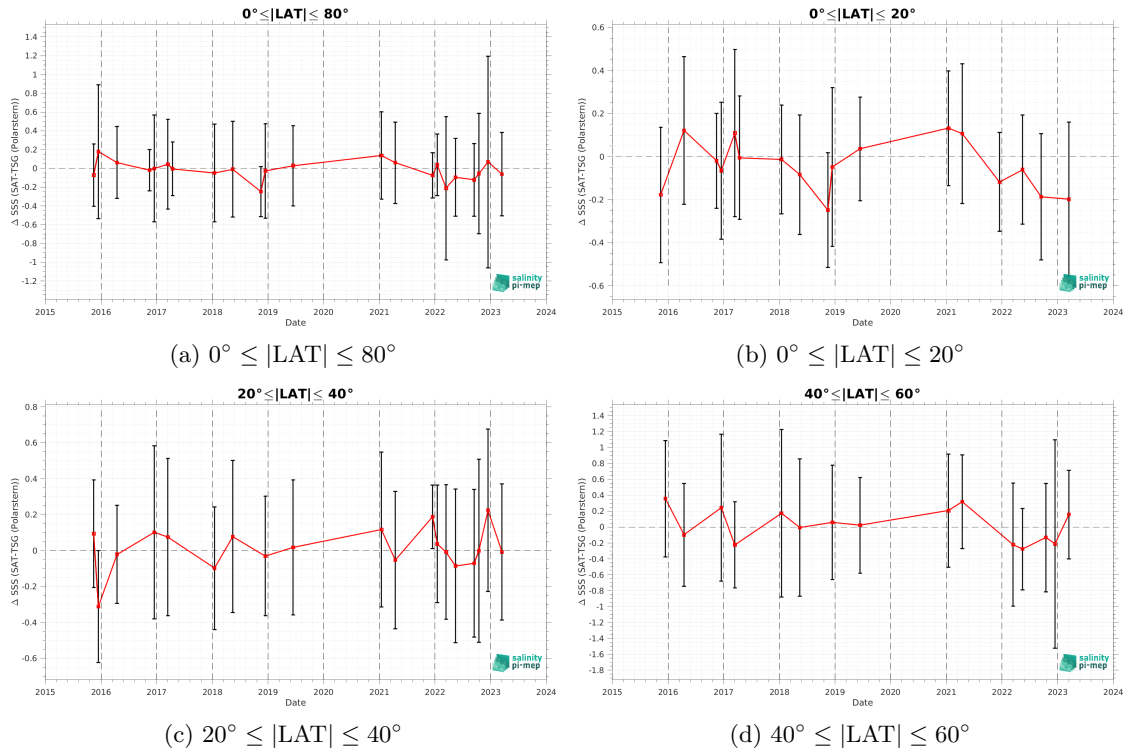 0°≤|LAT|≤ 80°
1.4
1.2
1
0.8
0.6
0.4
0.2
0
-0.2
-0.4
-0.6
-0.8
-1
-1.2
Δ SSS (SAT-TSG (Polarstern))
salinity
pi-mep
2015 2016 2017 2018 2019 2020 2021 2022 2023 2024
Date
(a) 0° ≤ |LAT| ≤ 80°
0°≤|LAT|≤ 20°
0.6
0.4
0.2
0
-0.2
-0.4
-0.6
Δ SSS (SAT-TSG (Polarstern))
salinity
pi-mep
2015 2016 2017 2018 2019 2020 2021 2022 2023 2024
Date
(b) 0° ≤ |LAT| ≤ 20°
20°≤|LAT|≤ 40°
0.8
0.6
0.4
0.2
0
-0.2
-0.4
-0.6
Δ SSS (SAT-TSG (Polarstern))
salinity
pi-mep
2015 2016 2017 2018 2019 2020 2021 2022 2023 2024
Date
(c) 20° ≤ |LAT| ≤ 40°
40°≤|LAT|≤ 60°
1.4
1.2
1
0.8
0.6
0.4
0.2
0
-0.2
-0.4
-0.6
-0.8
-1
-1.2
-1.4
-1.6
-1.8
Δ SSS (SAT-TSG (Polarstern))
salinity
pi-mep
2015 2016 2017 2018 2019 2020 2021 2022 2023 2024
Date
(d) 40° ≤ |LAT| ≤ 60°